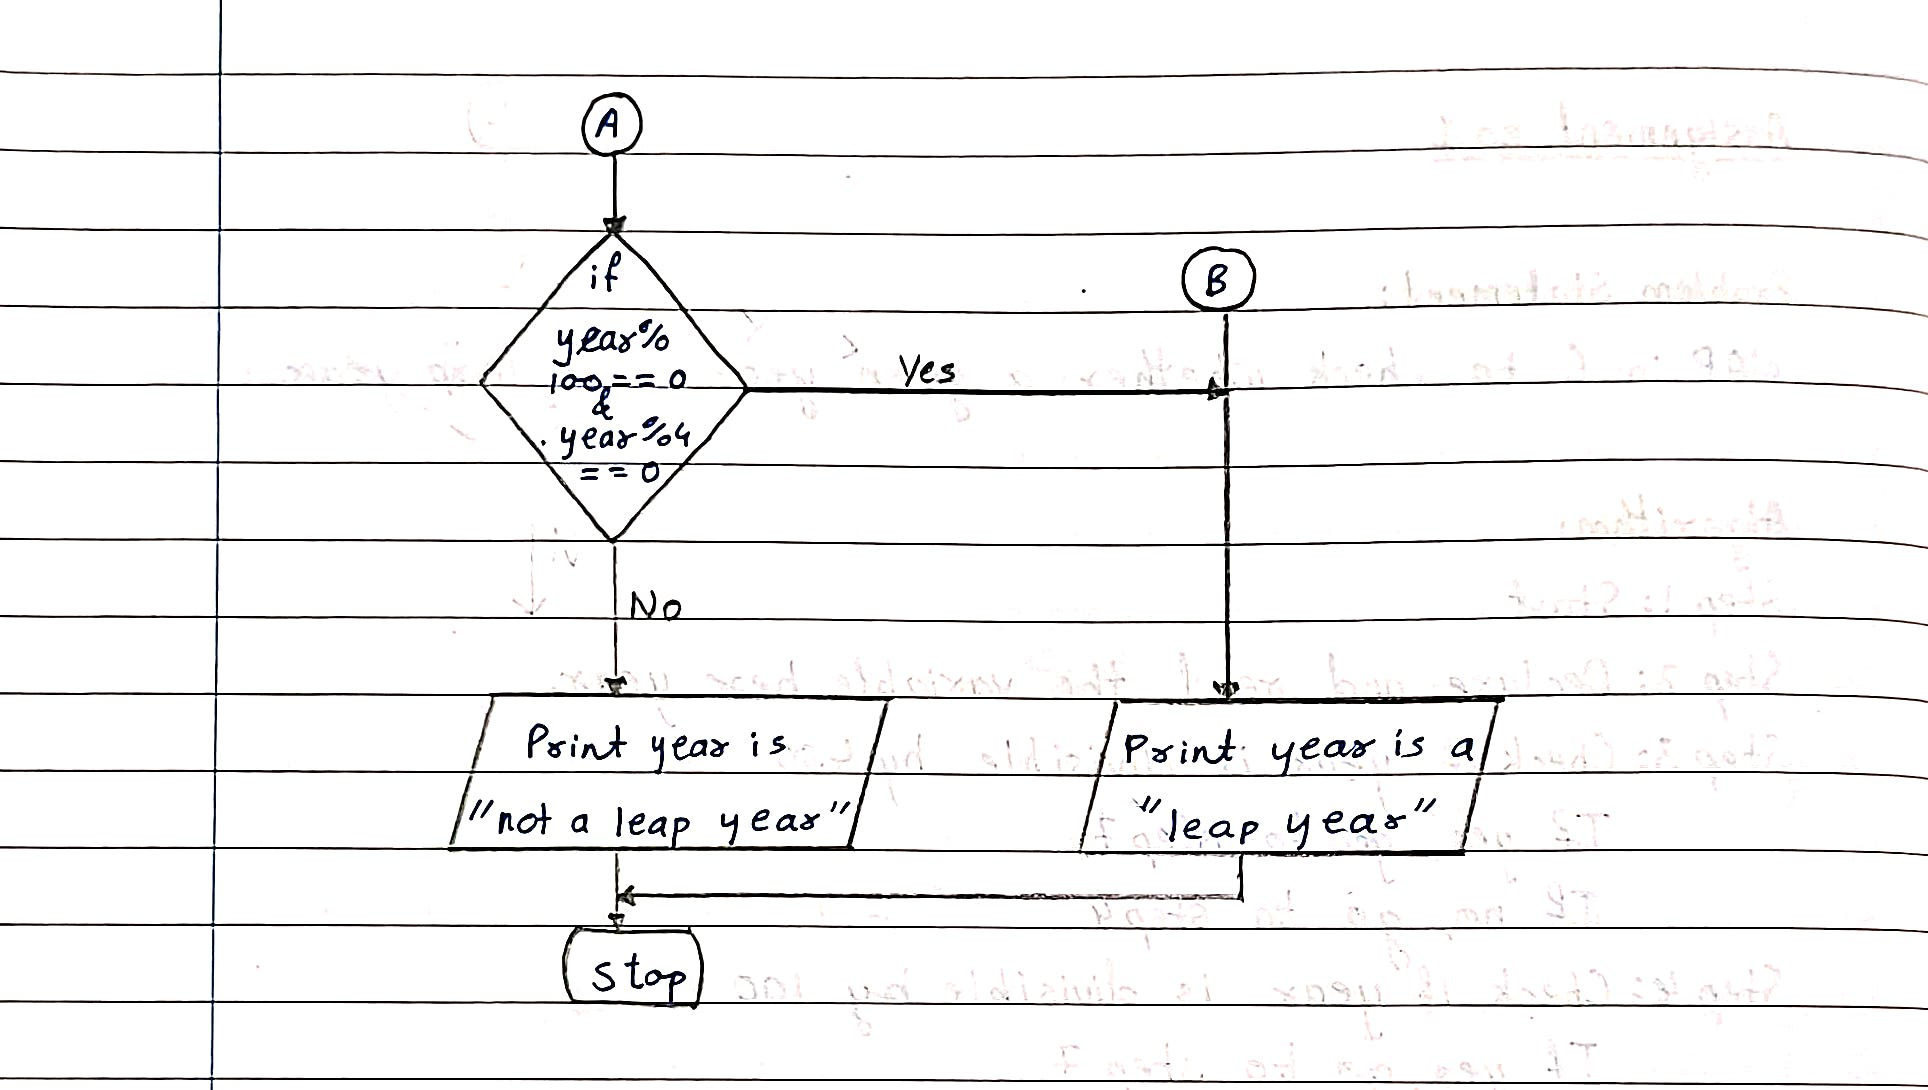 A
if
year%
100 == 0
&
year%4
== 0
Yes
B
No
Print year is
"not a leap year"
Print year is a
"leap year"
stop